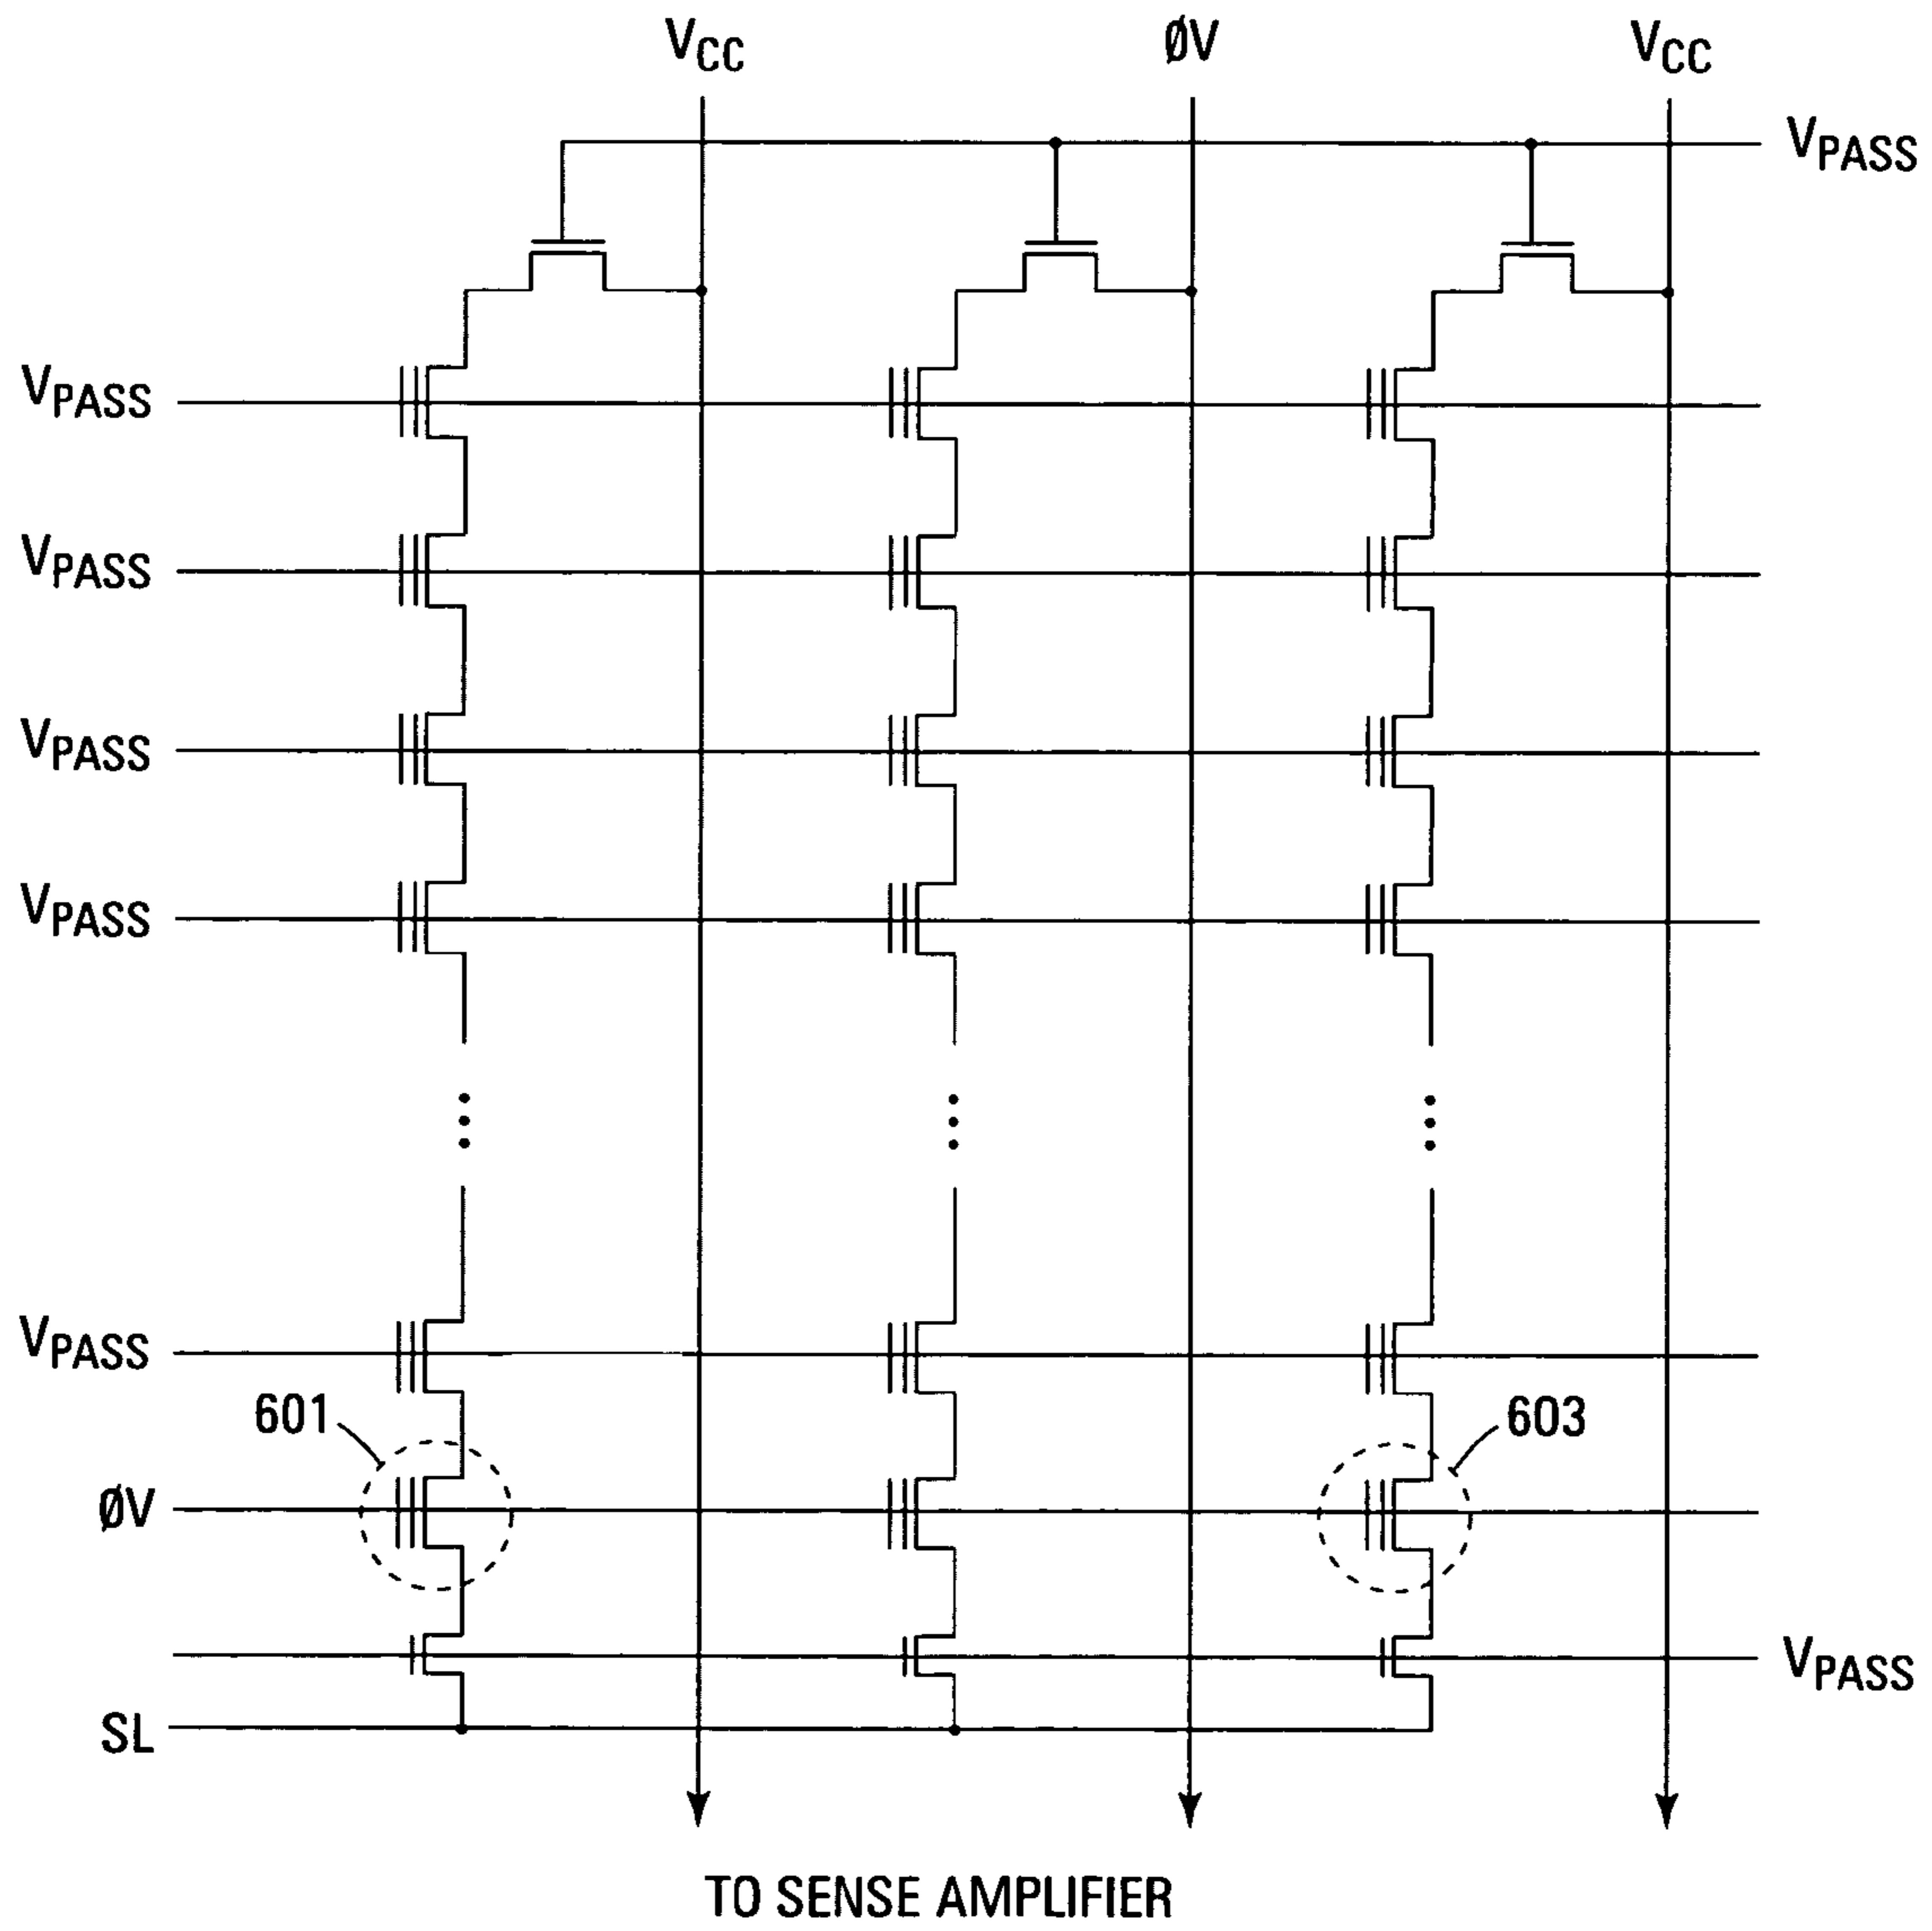 VCC ØV VCC
VPASS
VPASS
VPASS
VPASS
VPASS
VPASS
601 603
ØV
VPASS
SL
TO SENSE AMPLIFIER